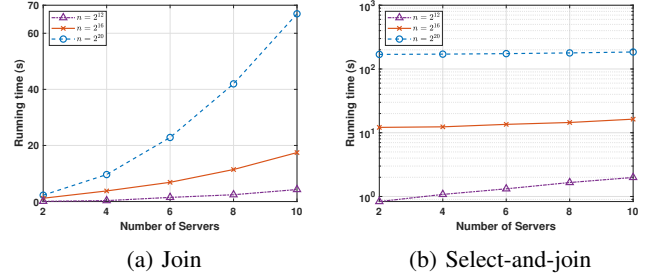 n = 2^12
n = 2^16
n = 2^20
Running time (s)
70
60
40
20
0
2 4 6 8 10
Number of Servers
(a) Join
n = 2^12
n = 2^16
n = 2^20
Running time (s)
10^3
10^2
10^1
10^0
2 4 6 8 10
Number of Servers
(b) Select-and-join